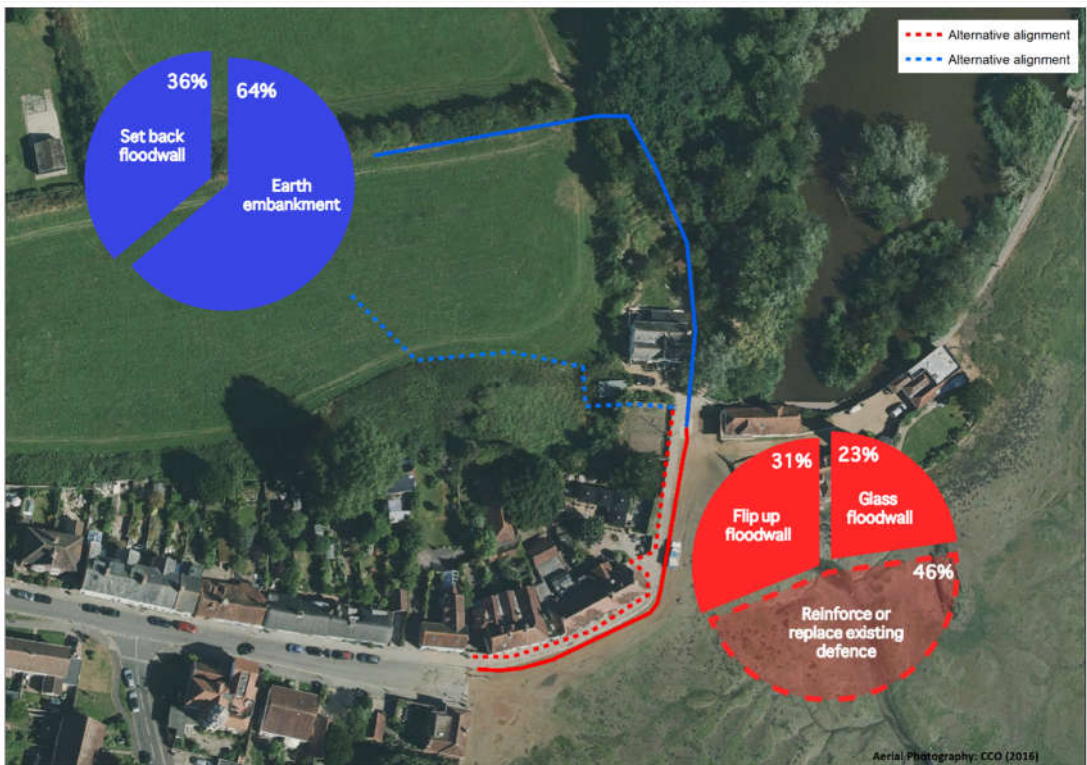 Alternative alignment
Alternative alignment
36%
64%
Set back
floodwall
Earth
embankment
31%
23%
Flip up
floodwall
Glass
floodwall
46%
Reinforce or
replace existing
defence
Aerial Photography: CCO (2016)